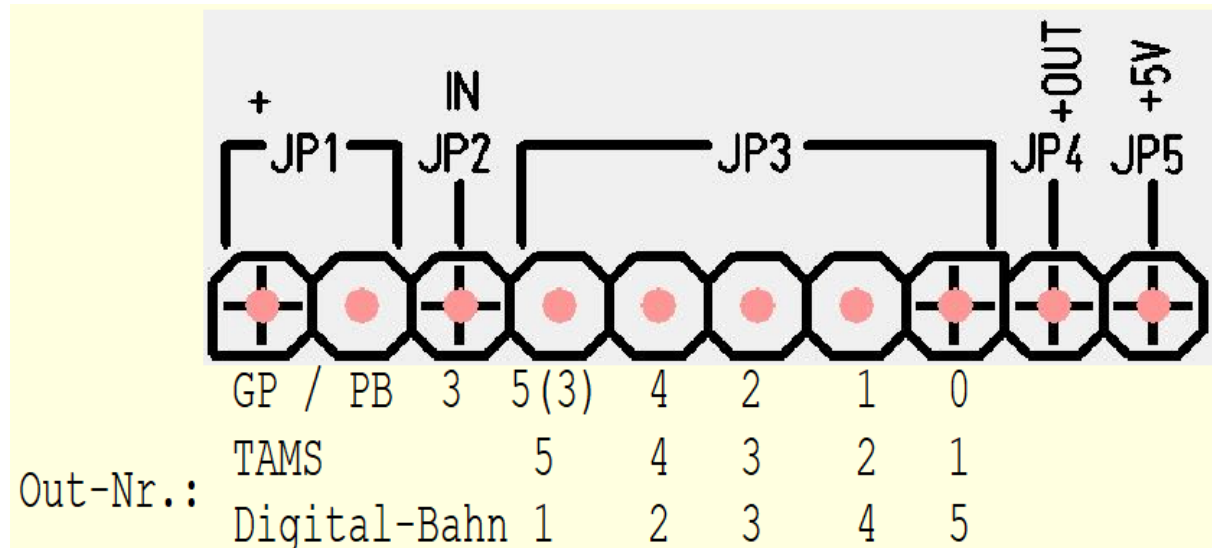 + IN +OUT +5V
JP1 JP2 JP3 JP4 JP5
GP / PB 3 5(3) 4 2 1 0
TAMS 5 4 3 2 1
Out-Nr.:
Digital-Bahn 1 2 3 4 5